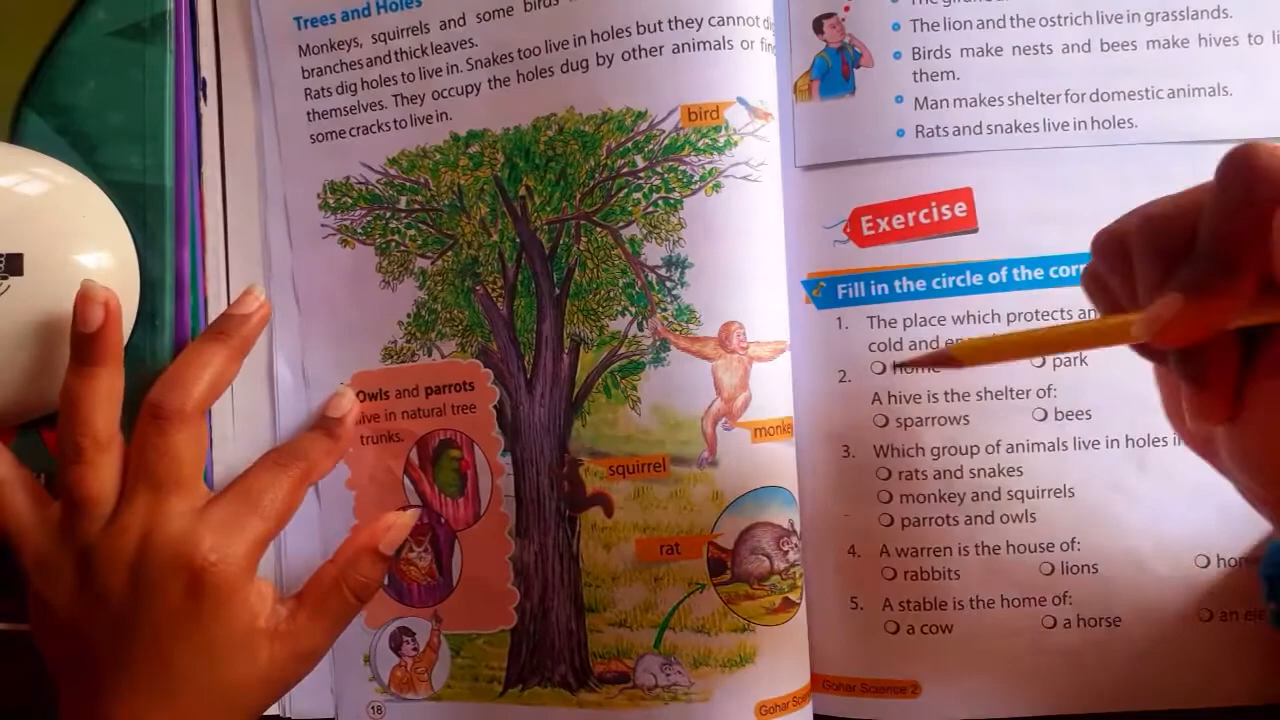 Trees and Holes
Monkeys, squirrels and some birds
branches and thick leaves.
Rats dig holes to live in. Snakes too live in holes but they cannot
themselves. They occupy the holes dug by other animals or
some cracks to live in.
bird
Owls and parrots
live in natural tree
trunks.
squirrel
monkey
rat
18
Gohar
The lion and the ostrich live in grasslands.
Birds make nests and bees make hives to
them.
Man makes shelter for domestic animals.
Rats and snakes live in holes.
Exercise
Fill in the circle of the
1. The place which protects
cold and
home park
2.
A hive is the shelter of:
sparrows bees
3. Which group of animals live in holes
rats and snakes
monkey and squirrels
parrots and owls
4. A warren is the house of:
rabbits lions
5. A stable is the home of:
a cow a horse an
Gohar Science 2